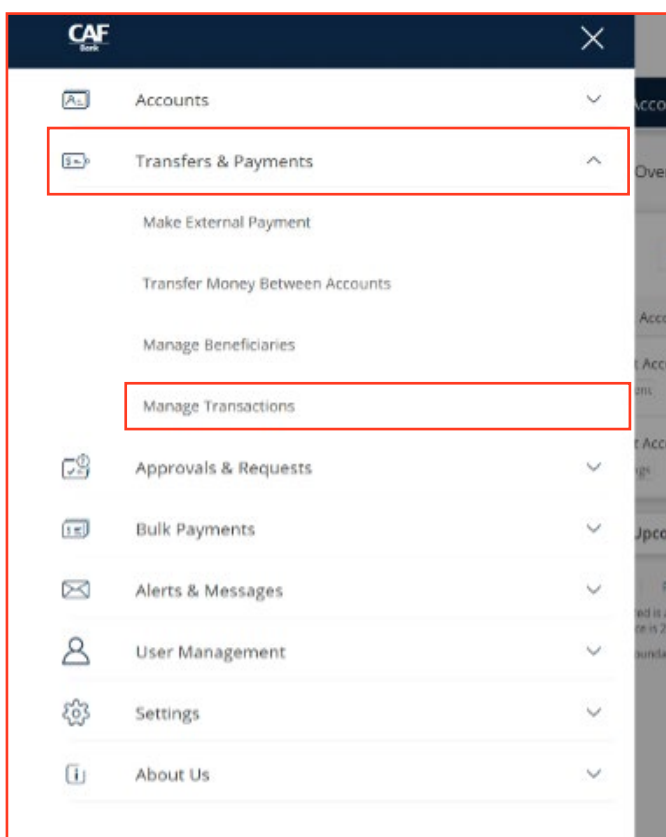 CAF
Bank
Accounts
Transfers & Payments
Make External Payment
Transfer Money Between Accounts
Manage Beneficiaries
Manage Transactions
Approvals & Requests
Bulk Payments
Alerts & Messages
User Management
Settings
About Us